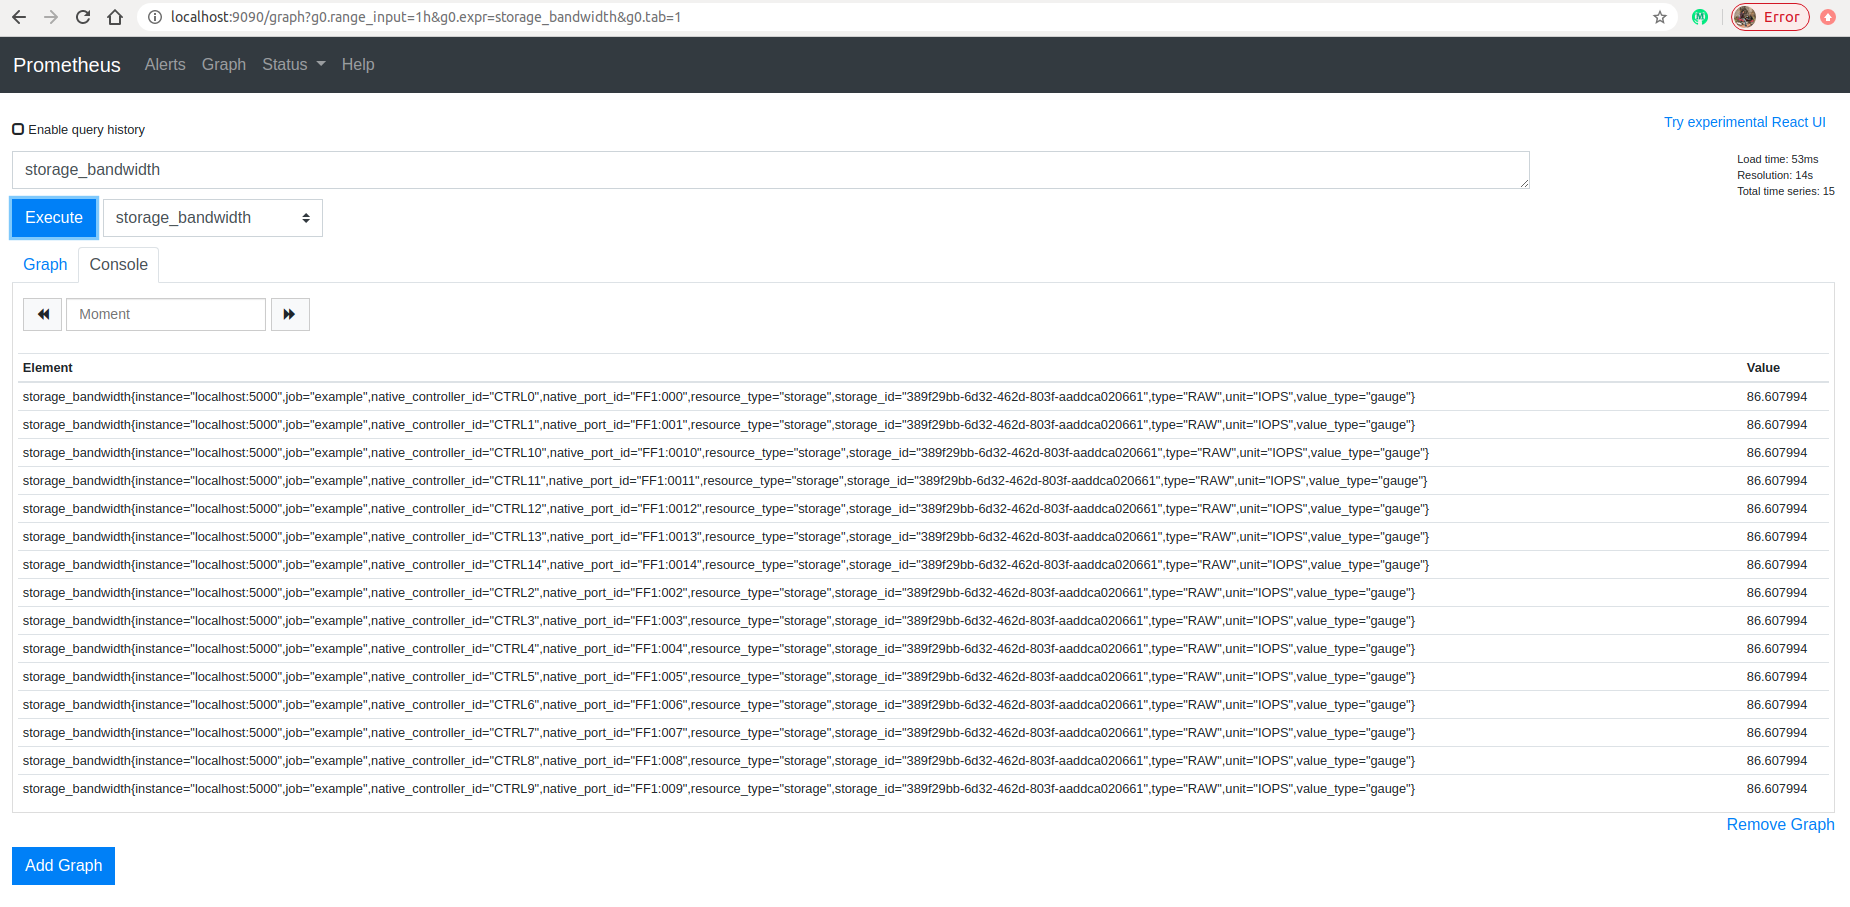 localhost:9090/graph?g0.range_input=1h&g0.expr=storage_bandwidth&g0.tab=1
Error
Prometheus Alerts Graph Status Help
Enable query history
Try experimental React UI
storage_bandwidth
Load time: 53ms
Resolution: 14s
Total time series: 15
Execute storage_bandwidth
Graph Console
Moment
Element Value
storage_bandwidth{instance="localhost:5000",job="example",native_controller_id="CTRL0",native_port_id="FF1:000",resource_type="storage",storage_id="389f29bb-6d32-462d-803f-aaddca020661",type="RAW",unit="IOPS",value_type="gauge"} 86.607994
storage_bandwidth{instance="localhost:5000",job="example",native_controller_id="CTRL1",native_port_id="FF1:001",resource_type="storage",storage_id="389f29bb-6d32-462d-803f-aaddca020661",type="RAW",unit="IOPS",value_type="gauge"} 86.607994
storage_bandwidth{instance="localhost:5000",job="example",native_controller_id="CTRL10",native_port_id="FF1:0010",resource_type="storage",storage_id="389f29bb-6d32-462d-803f-aaddca020661",type="RAW",unit="IOPS",value_type="gauge"} 86.607994
storage_bandwidth{instance="localhost:5000",job="example",native_controller_id="CTRL11",native_port_id="FF1:0011",resource_type="storage",storage_id="389f29bb-6d32-462d-803f-aaddca020661",type="RAW",unit="IOPS",value_type="gauge"} 86.607994
storage_bandwidth{instance="localhost:5000",job="example",native_controller_id="CTRL12",native_port_id="FF1:0012",resource_type="storage",storage_id="389f29bb-6d32-462d-803f-aaddca020661",type="RAW",unit="IOPS",value_type="gauge"} 86.607994
storage_bandwidth{instance="localhost:5000",job="example",native_controller_id="CTRL13",native_port_id="FF1:0013",resource_type="storage",storage_id="389f29bb-6d32-462d-803f-aaddca020661",type="RAW",unit="IOPS",value_type="gauge"} 86.607994
storage_bandwidth{instance="localhost:5000",job="example",native_controller_id="CTRL14",native_port_id="FF1:0014",resource_type="storage",storage_id="389f29bb-6d32-462d-803f-aaddca020661",type="RAW",unit="IOPS",value_type="gauge"} 86.607994
storage_bandwidth{instance="localhost:5000",job="example",native_controller_id="CTRL2",native_port_id="FF1:002",resource_type="storage",storage_id="389f29bb-6d32-462d-803f-aaddca020661",type="RAW",unit="IOPS",value_type="gauge"} 86.607994
storage_bandwidth{instance="localhost:5000",job="example",native_controller_id="CTRL3",native_port_id="FF1:003",resource_type="storage",storage_id="389f29bb-6d32-462d-803f-aaddca020661",type="RAW",unit="IOPS",value_type="gauge"} 86.607994
storage_bandwidth{instance="localhost:5000",job="example",native_controller_id="CTRL4",native_port_id="FF1:004",resource_type="storage",storage_id="389f29bb-6d32-462d-803f-aaddca020661",type="RAW",unit="IOPS",value_type="gauge"} 86.607994
storage_bandwidth{instance="localhost:5000",job="example",native_controller_id="CTRL5",native_port_id="FF1:005",resource_type="storage",storage_id="389f29bb-6d32-462d-803f-aaddca020661",type="RAW",unit="IOPS",value_type="gauge"} 86.607994
storage_bandwidth{instance="localhost:5000",job="example",native_controller_id="CTRL6",native_port_id="FF1:006",resource_type="storage",storage_id="389f29bb-6d32-462d-803f-aaddca020661",type="RAW",unit="IOPS",value_type="gauge"} 86.607994
storage_bandwidth{instance="localhost:5000",job="example",native_controller_id="CTRL7",native_port_id="FF1:007",resource_type="storage",storage_id="389f29bb-6d32-462d-803f-aaddca020661",type="RAW",unit="IOPS",value_type="gauge"} 86.607994
storage_bandwidth{instance="localhost:5000",job="example",native_controller_id="CTRL8",native_port_id="FF1:008",resource_type="storage",storage_id="389f29bb-6d32-462d-803f-aaddca020661",type="RAW",unit="IOPS",value_type="gauge"} 86.607994
storage_bandwidth{instance="localhost:5000",job="example",native_controller_id="CTRL9",native_port_id="FF1:009",resource_type="storage",storage_id="389f29bb-6d32-462d-803f-aaddca020661",type="RAW",unit="IOPS",value_type="gauge"} 86.607994
Remove Graph
Add Graph